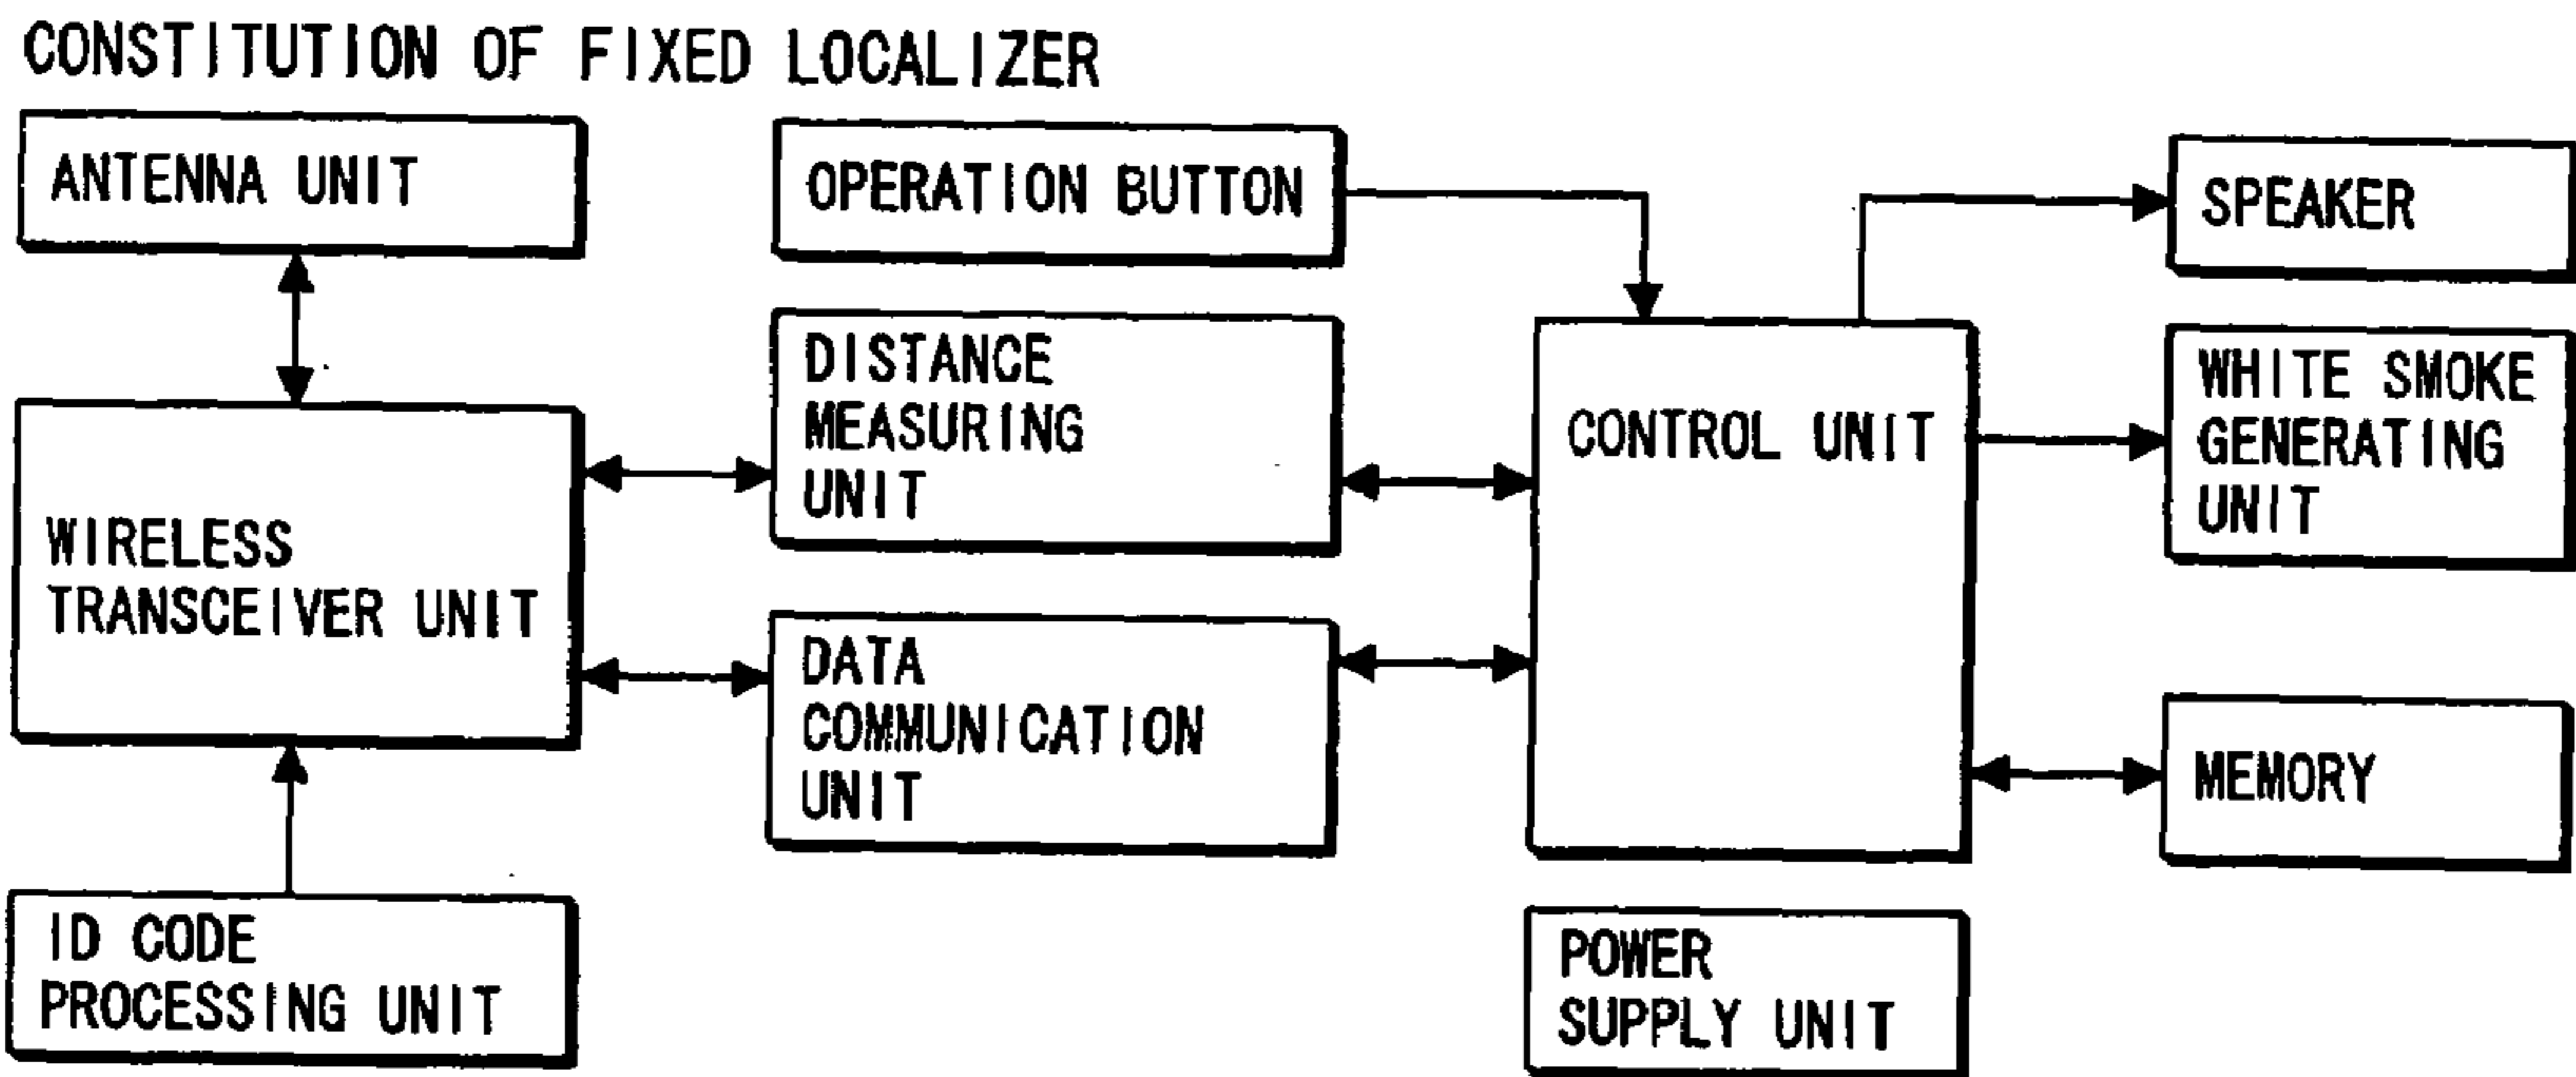 CONSTITUTION OF FIXED LOCALIZER
ANTENNA UNIT
OPERATION BUTTON
SPEAKER
DISTANCE
MEASURING
UNIT
CONTROL UNIT
WHITE SMOKE
GENERATING
UNIT
WIRELESS
TRANSCEIVER UNIT
DATA
COMMUNICATION
UNIT
MEMORY
ID CODE
PROCESSING UNIT
POWER
SUPPLY UNIT